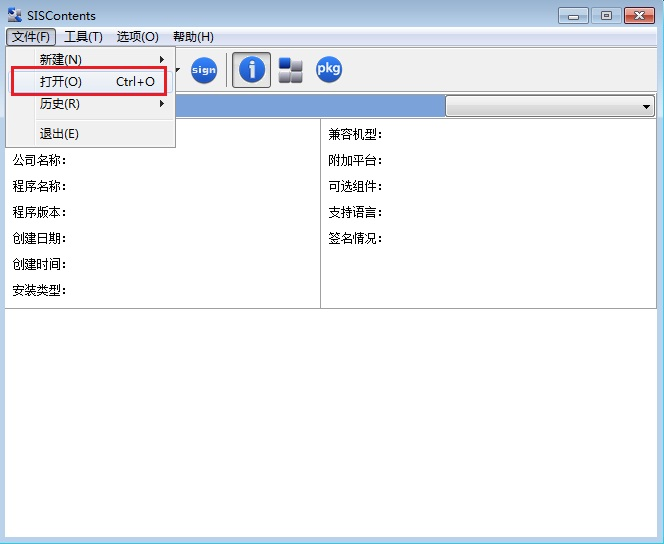 SISContents
文件(F) 工具(T) 选项(O) 帮助(H)
新建(N)
打开(O) Ctrl+O
历史(R)
退出(E)
sign
i
pkg
公司名称:
程序名称:
程序版本:
创建日期:
创建时间:
安装类型:
兼容机型:
附加平台:
可选组件:
支持语言:
签名情况: